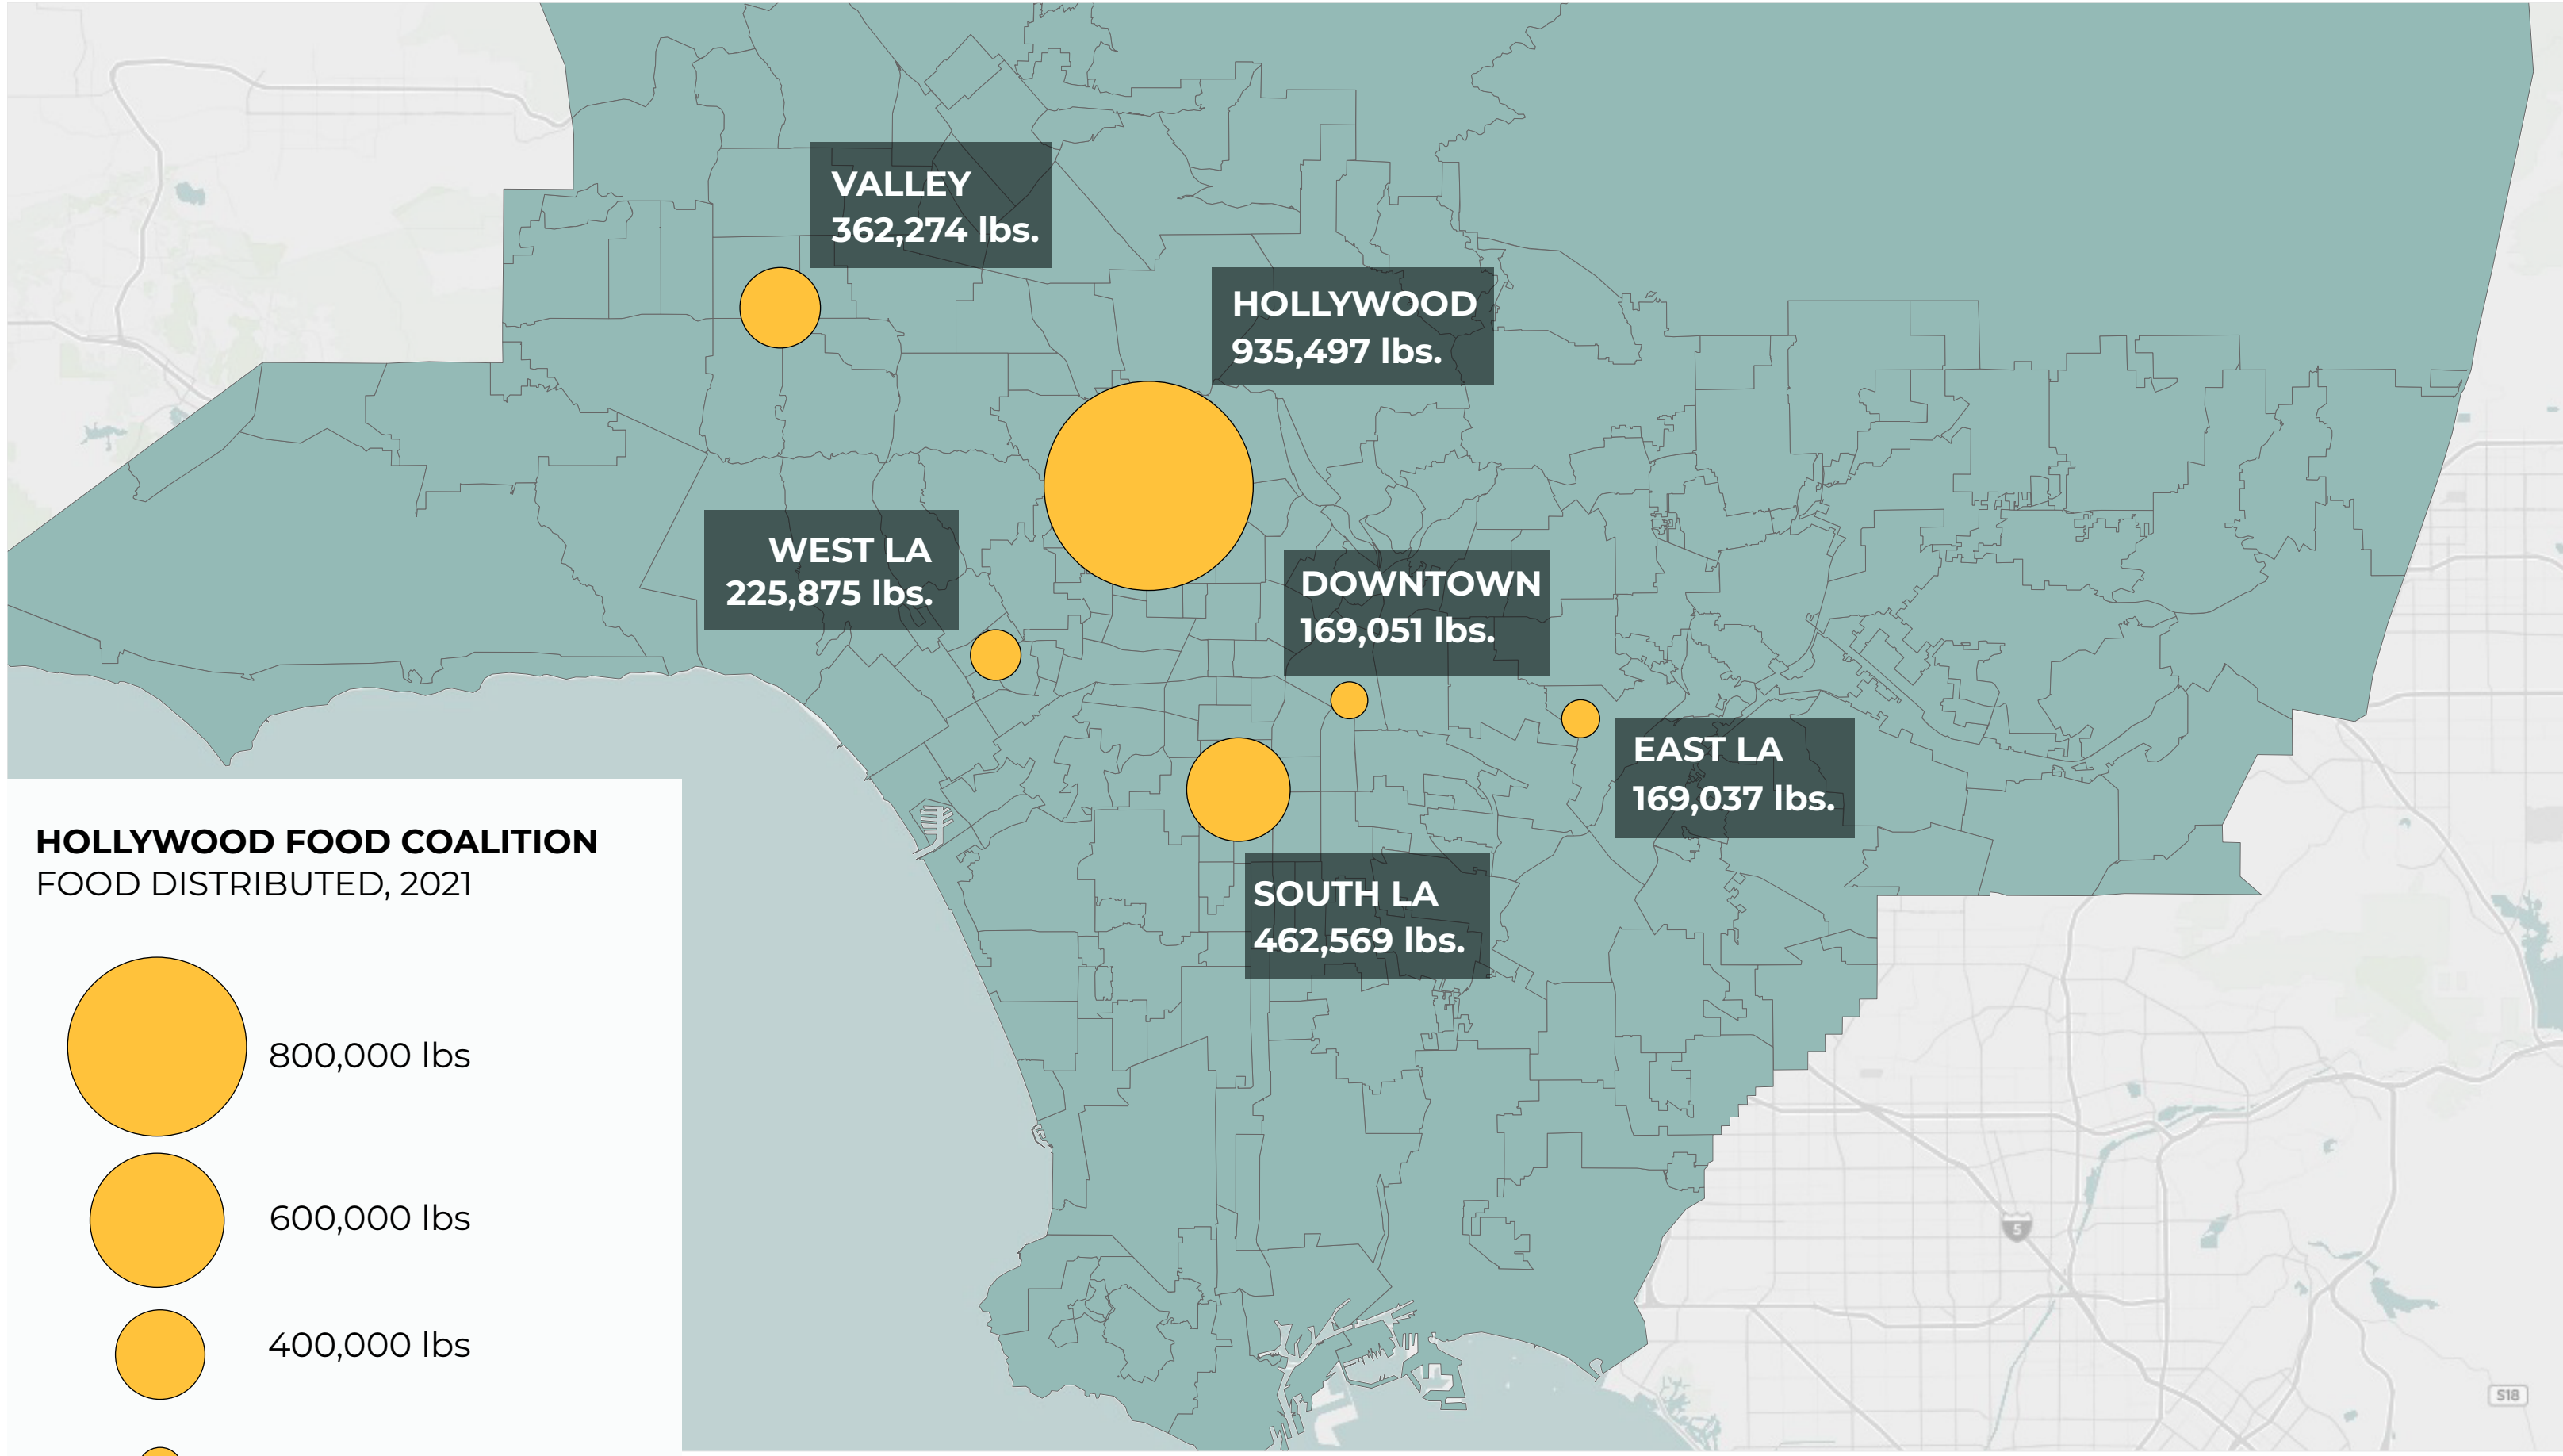 VALLEY
362,274 lbs.
HOLLYWOOD
935,497 lbs.
WEST LA
225,875 lbs.
DOWNTOWN
169,051 lbs.
EAST LA
169,037 lbs.
SOUTH LA
462,569 lbs.
HOLLYWOOD FOOD COALITION
FOOD DISTRIBUTED, 2021
800,000 lbs
600,000 lbs
400,000 lbs
5
S18